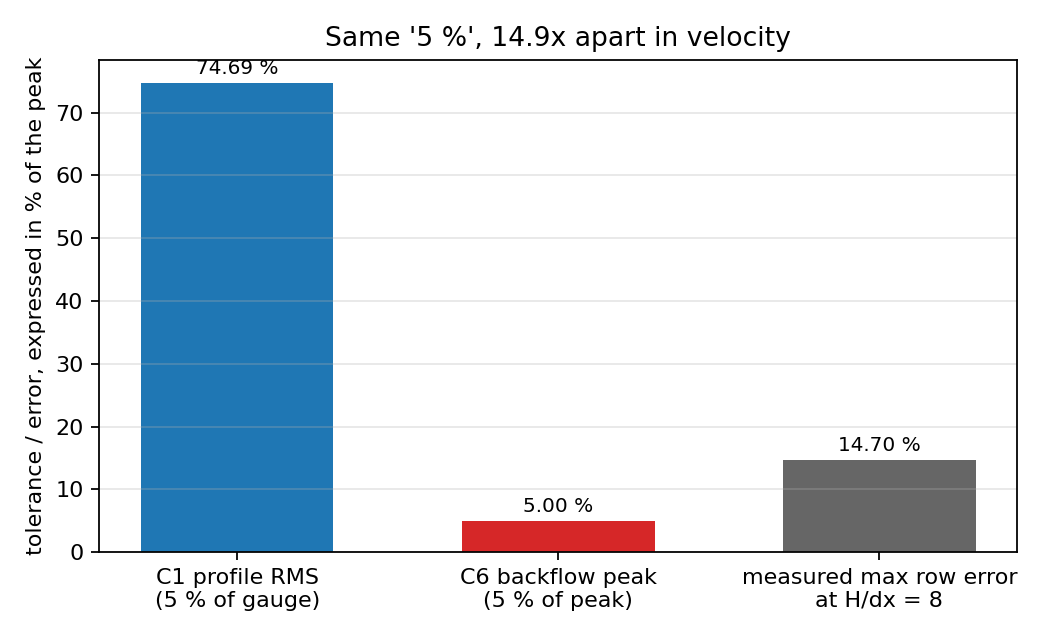 Same '5 %', 14.9x apart in velocity
tolerance / error, expressed in % of the peak
70
60
50
40
30
20
10
0
74.69 %
5.00 %
14.70 %
C1 profile RMS
(5 % of gauge)
C6 backflow peak
(5 % of peak)
measured max row error
at H/dx = 8